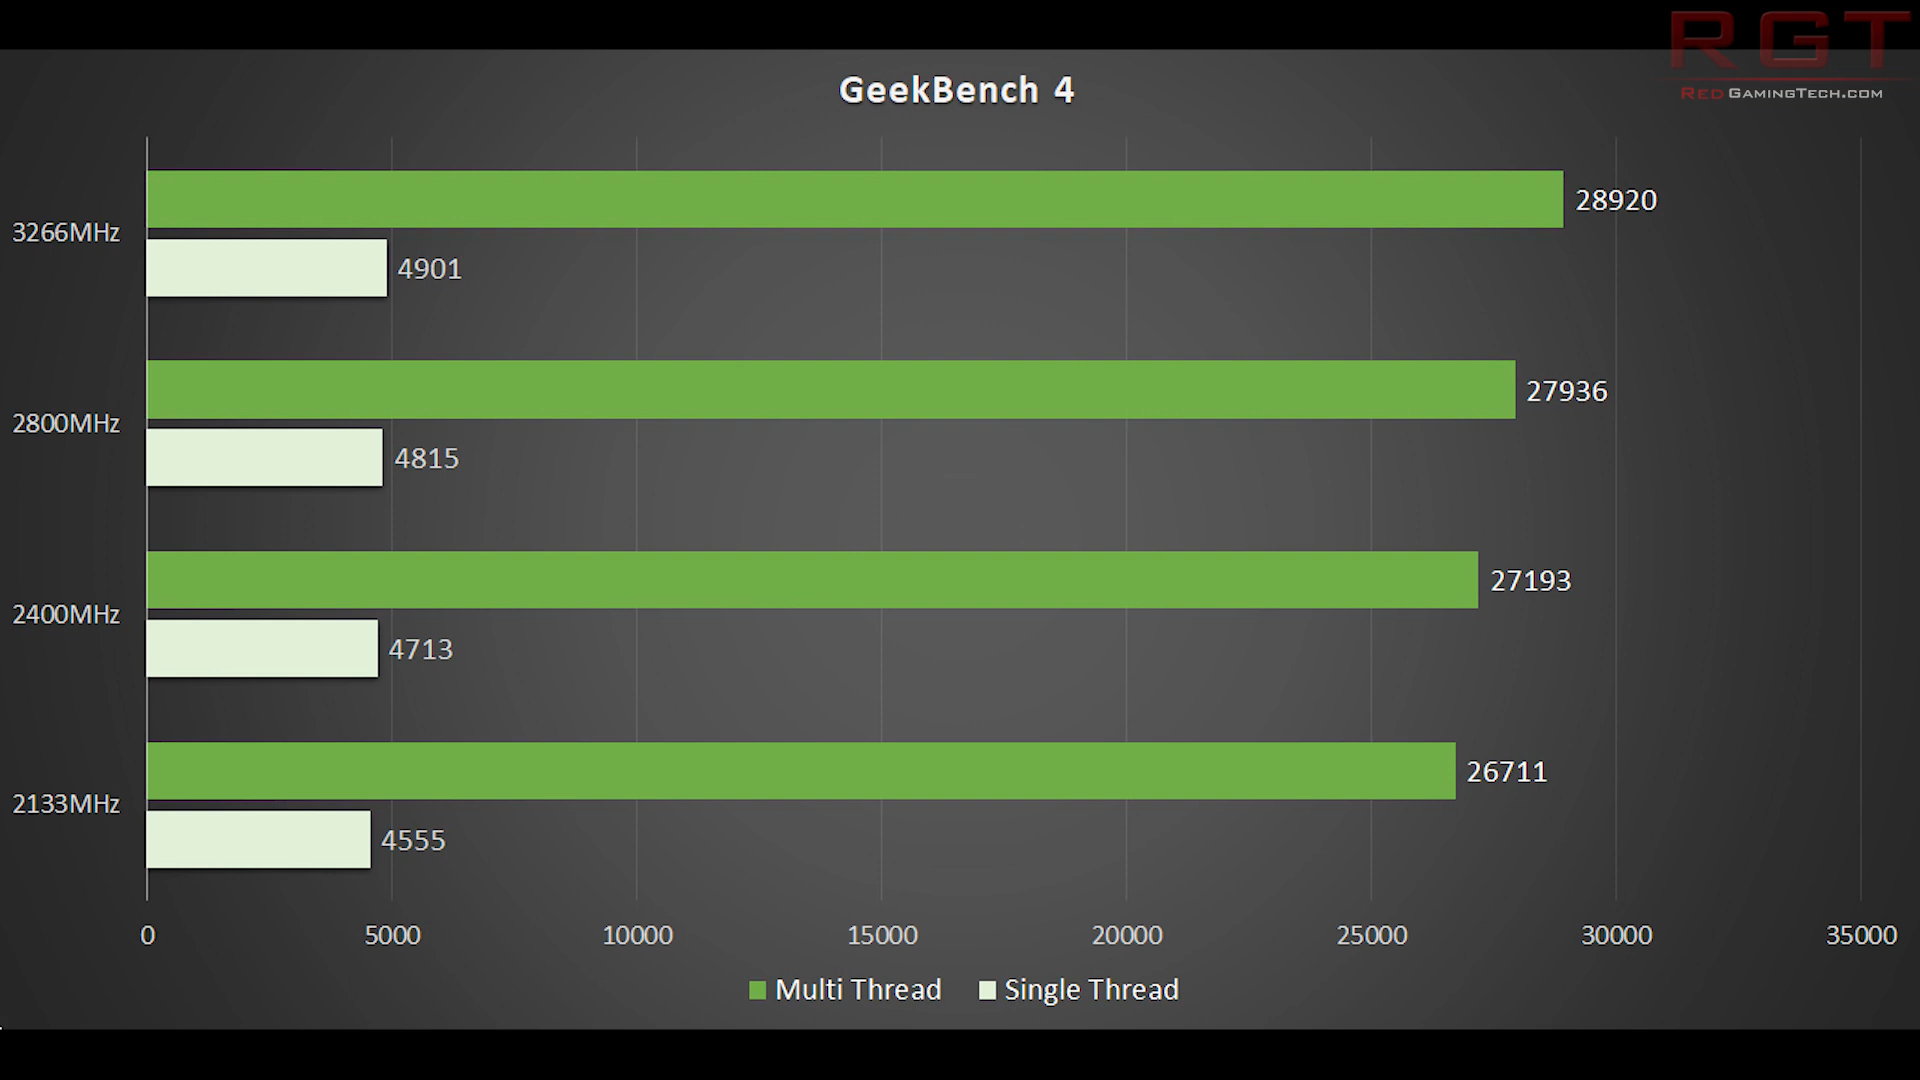 RGT
RED GAMINGTECH.COM
GeekBench 4
3266MHz
28920
4901
2800MHz
27936
4815
2400MHz
27193
4713
2133MHz
26711
4555
0 5000 10000 15000 20000 25000 30000 35000
Multi Thread Single Thread